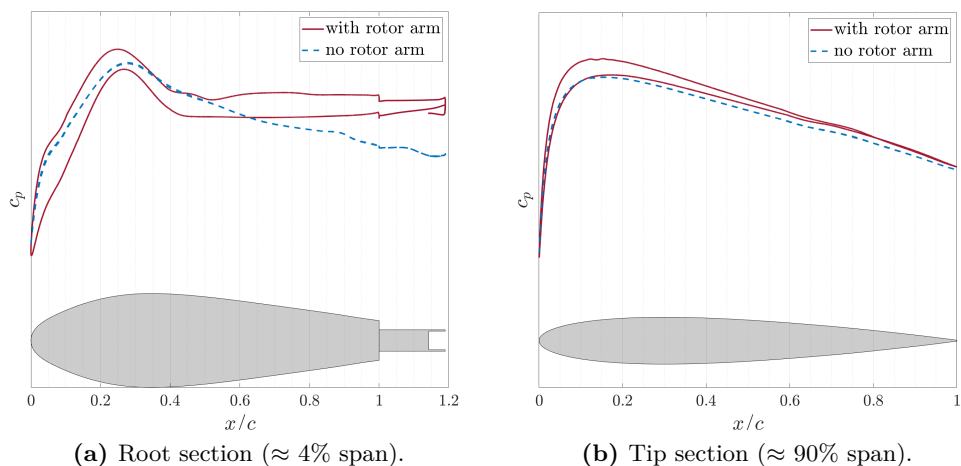 with rotor arm
no rotor arm
c_p
0 0.2 0.4 0.6 0.8 1 1.2
x/c
(a) Root section (≈ 4% span).
with rotor arm
no rotor arm
c_p
0 0.2 0.4 0.6 0.8 1
x/c
(b) Tip section (≈ 90% span).